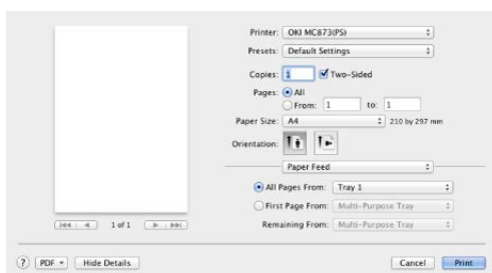 Printer: OKI MC873(PS)
Presets: Default Settings
Copies: 1 Two-Sided
Pages: All
From: 1 to: 1
Paper Size: A4 210 by 297 mm
Orientation:
Paper Feed
All Pages From: Tray 1
First Page From: Multi-Purpose Tray
Remaining From: Multi-Purpose Tray
1 of 1
? PDF Hide Details Cancel Print